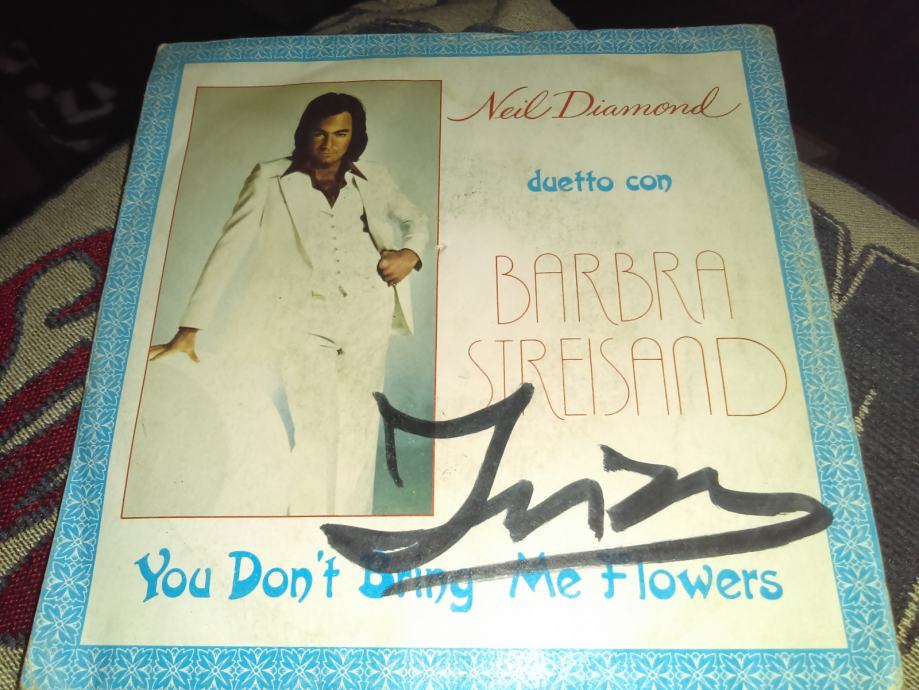 Neil Diamond
duetto con
BARBRA
STREISAND
You Don't Bring Me Flowers